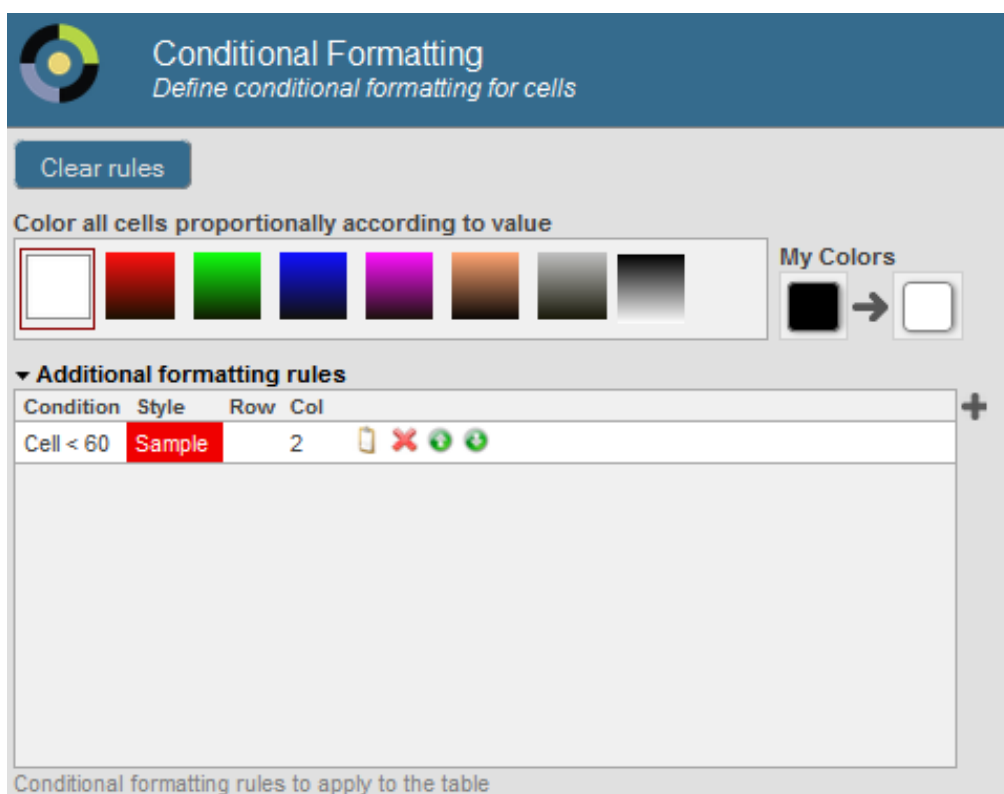 Conditional Formatting
Define conditional formatting for cells
Clear rules
Color all cells proportionally according to value
My Colors
Additional formatting rules
Condition Style Row Col
Cell < 60 Sample 2
Conditional formatting rules to apply to the table